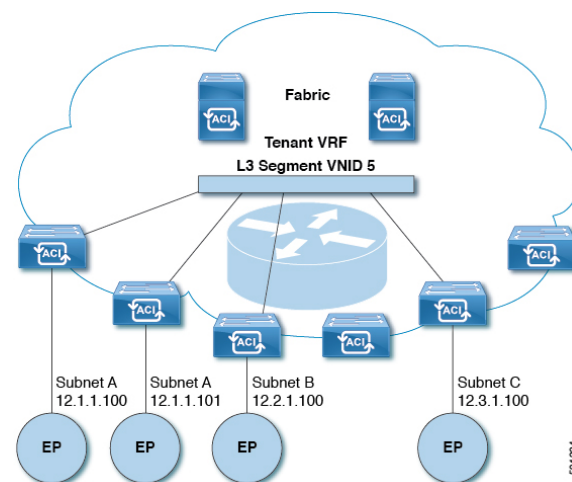 ACI
Fabric
ACI
Tenant VRF
L3 Segment VNID 5
ACI
ACI
ACI
ACI
ACI
ACI
Subnet A
12.1.1.100
Subnet A
12.1.1.101
Subnet B
12.2.1.100
Subnet C
12.3.1.100
EP
EP
EP
EP